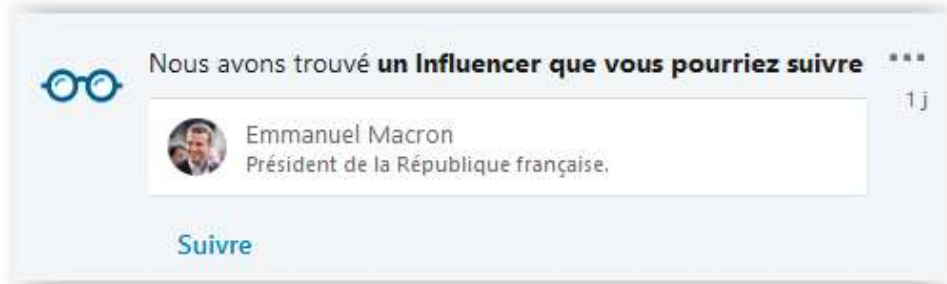 Nous avons trouvé un Influencer que vous pourriez suivre
1 j
Emmanuel Macron
Président de la République française.
Suivre